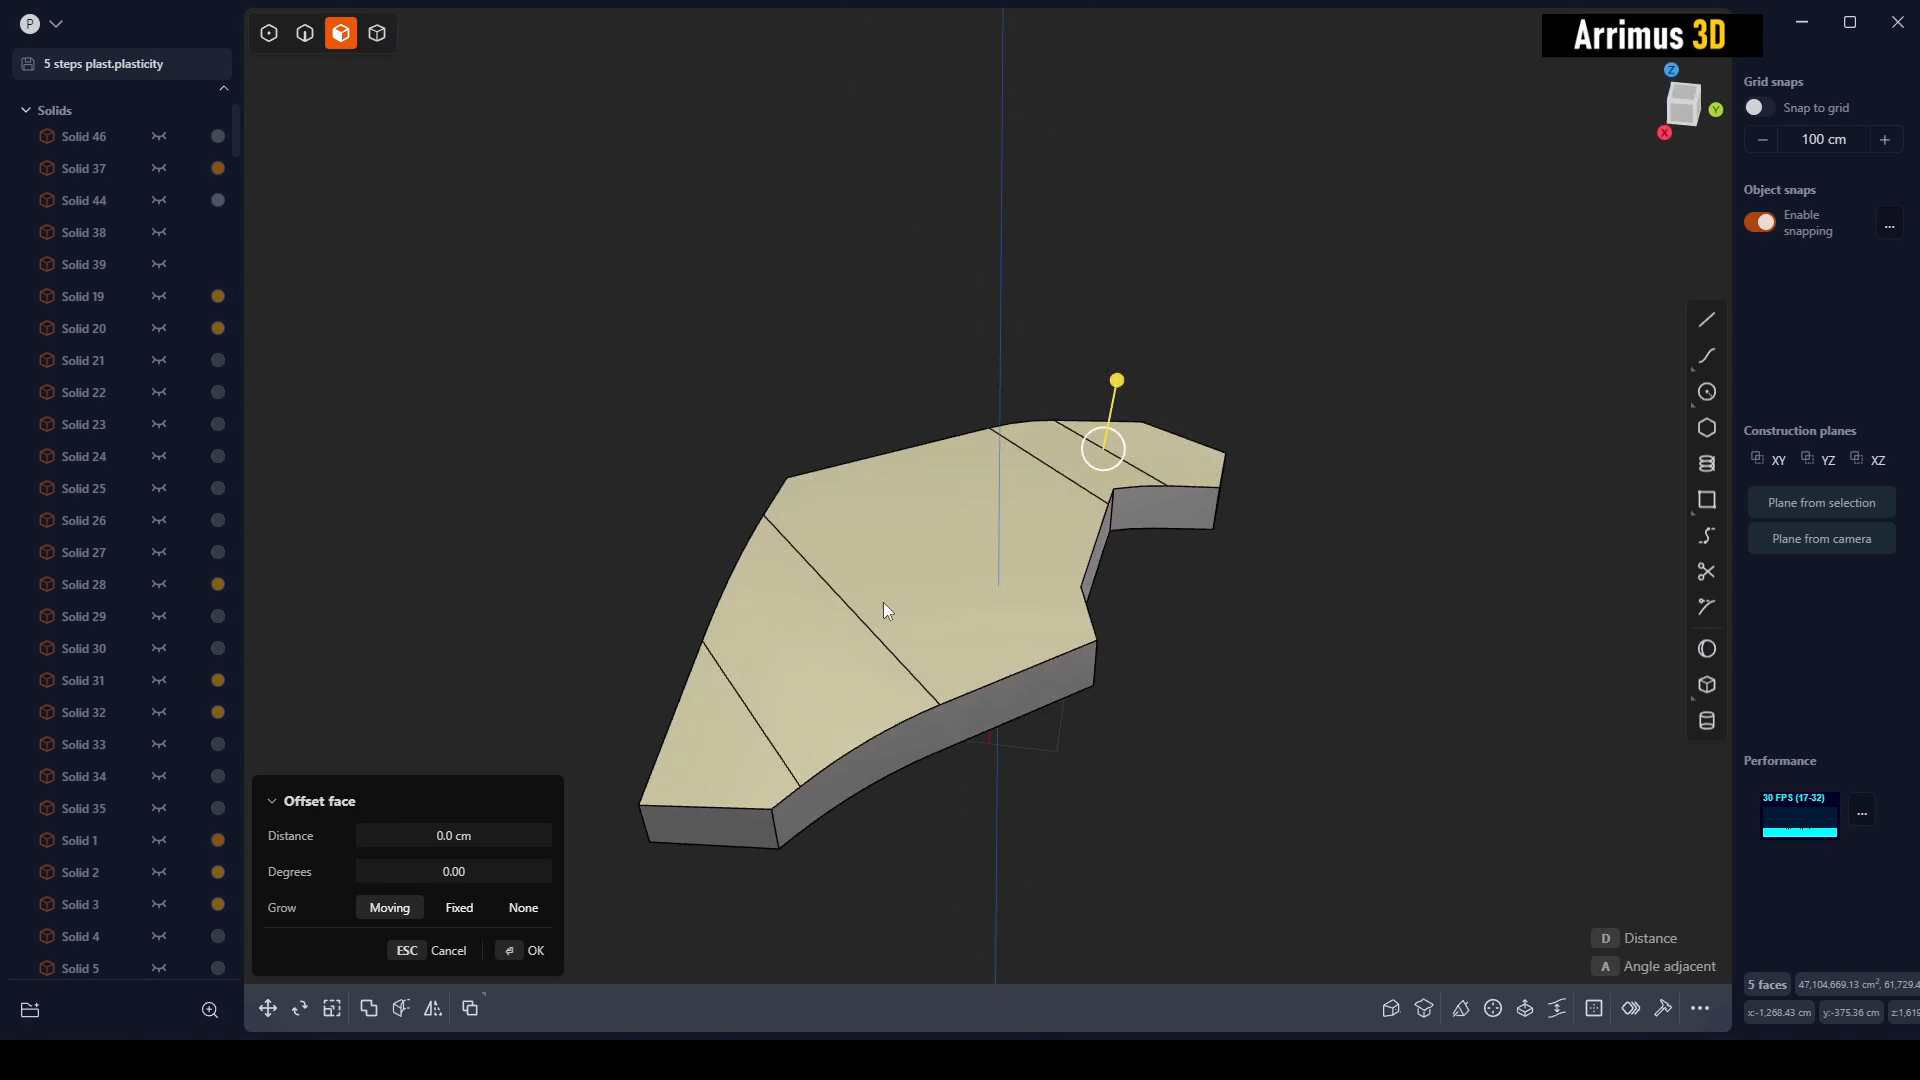 P
5 steps plast.plasticity
Solids
Solid 46
Solid 37
Solid 44
Solid 38
Solid 39
Solid 19
Solid 20
Solid 21
Solid 22
Solid 23
Solid 24
Solid 25
Solid 26
Solid 27
Solid 28
Solid 29
Solid 30
Solid 31
Solid 32
Solid 33
Solid 34
Solid 35
Solid 1
Solid 2
Solid 3
Solid 4
Solid 5
Arrimus 3D
Z
Y
X
Offset face
Distance 0.0 cm
Degrees 0.00
Grow Moving Fixed None
ESC Cancel OK
D Distance
A Angle adjacent
Grid snaps
Snap to grid
100 cm
Object snaps
Enable
snapping
...
Construction planes
XY YZ XZ
Plane from selection
Plane from camera
Performance
30 FPS (17-32)
...
5 faces 47,104,669.13 cm², 61,729.4
x:-1,268.43 cm y:-375.36 cm z:1,619